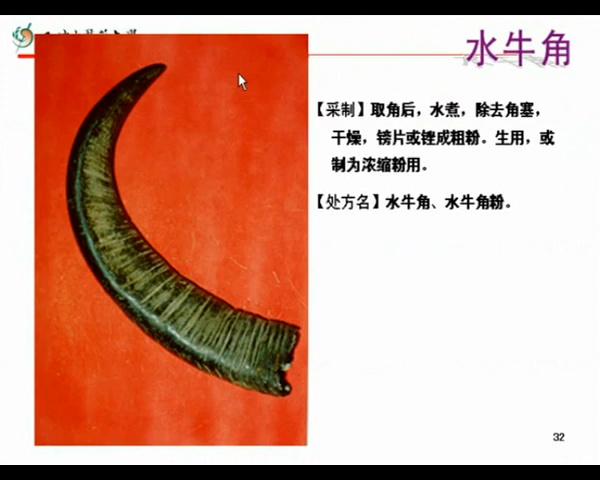 水牛角
【采制】取角后，水煮，除去角塞，
干燥，镑片或锉成粗粉。生用，或
制为浓缩粉用。
【处方名】水牛角、水牛角粉。
32